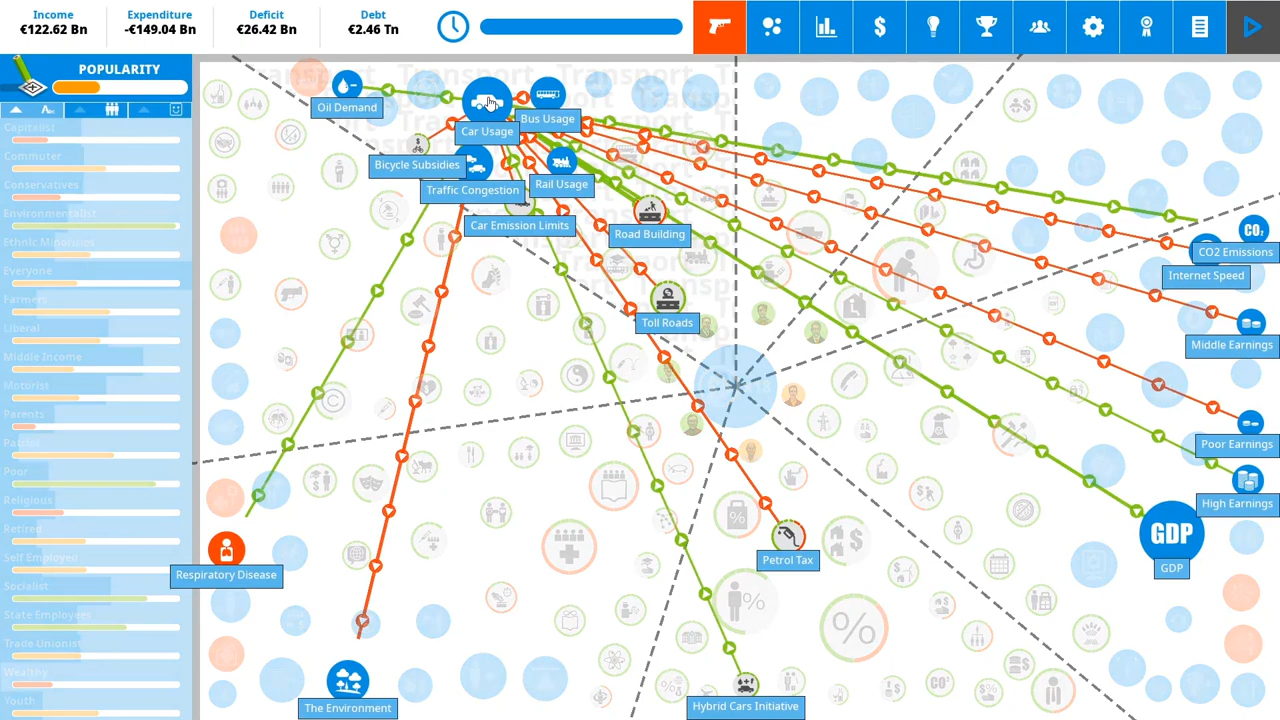 Income
€122.62 Bn
Expenditure
-€149.04 Bn
Deficit
€26.42 Bn
Debt
€2.46 Tn
POPULARITY
Capitalist
Commuter
Conservatives
Environmentalist
Ethnic Minorities
Everyone
Farmers
Liberal
Middle Income
Motorist
Parents
Patriot
Poor
Religious
Retired
Self Employed
Socialist
State Employees
Trade Unionist
Wealthy
Youth
Transport Transport
Oil Demand
Bus Usage
Car Usage
Bicycle Subsidies
Traffic Congestion
Rail Usage
Car Emission Limits
Road Building
Toll Roads
CO₂
CO2 Emissions
Internet Speed
Middle Earnings
Poor Earnings
High Earnings
GDP
GDP
Petrol Tax
Respiratory Disease
The Environment
Hybrid Cars Initiative